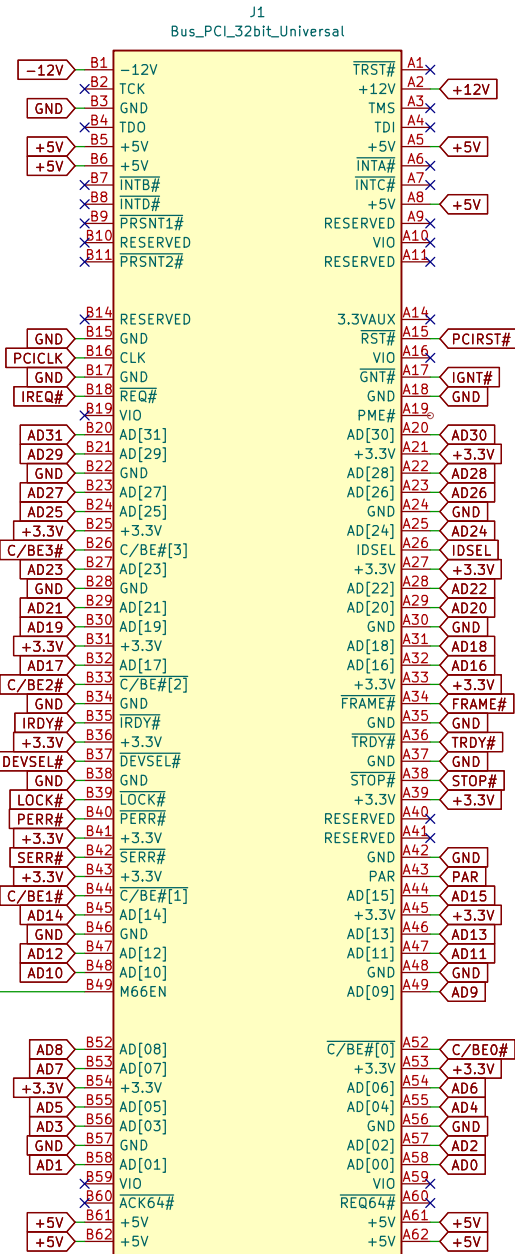 J1
Bus_PCI_32bit_Universal
-12V B1 -12V TRST# A1
B2 TCK +12V A2 +12V
GND B3 GND TMS A3
B4 TDO TDI A4
+5V B5 +5V +5V A5 +5V
+5V B6 +5V INTA# A6
B7 INTB# INTC# A7
B8 INTD# +5V A8 +5V
B9 PRSNT1# RESERVED A9
B10 RESERVED VIO A10
B11 PRSNT2# RESERVED A11
B14 RESERVED 3.3VAUX A14
GND B15 GND RST# A15 PCIRST#
PCICLK B16 CLK VIO A16
GND B17 GND GNT# A17 IGNT#
IREQ# B18 REQ# GND A18 GND
B19 VIO PME# A19
AD31 B20 AD[31] AD[30] A20 AD30
AD29 B21 AD[29] +3.3V A21 +3.3V
GND B22 GND AD[28] A22 AD28
AD27 B23 AD[27] AD[26] A23 AD26
AD25 B24 AD[25] GND A24 GND
+3.3V B25 +3.3V AD[24] A25 AD24
C/BE3# B26 C/BE#[3] IDSEL A26 IDSEL
AD23 B27 AD[23] +3.3V A27 +3.3V
GND B28 GND AD[22] A28 AD22
AD21 B29 AD[21] AD[20] A29 AD20
AD19 B30 AD[19] GND A30 GND
+3.3V B31 +3.3V AD[18] A31 AD18
AD17 B32 AD[17] AD[16] A32 AD16
C/BE2# B33 C/BE#[2] +3.3V A33 +3.3V
GND B34 GND FRAME# A34 FRAME#
IRDY# B35 IRDY# GND A35 GND
+3.3V B36 +3.3V TRDY# A36 TRDY#
DEVSEL# B37 DEVSEL# GND A37 GND
GND B38 GND STOP# A38 STOP#
LOCK# B39 LOCK# +3.3V A39 +3.3V
PERR# B40 PERR# RESERVED A40
+3.3V B41 +3.3V RESERVED A41
SERR# B42 SERR# GND A42 GND
+3.3V B43 +3.3V PAR A43 PAR
C/BE1# B44 C/BE#[1] AD[15] A44 AD15
AD14 B45 AD[14] +3.3V A45 +3.3V
GND B46 GND AD[13] A46 AD13
AD12 B47 AD[12] AD[11] A47 AD11
AD10 B48 AD[10] GND A48 GND
B49 M66EN AD[09] A49 AD9
AD8 B52 AD[08] C/BE#[0] A52 C/BE0#
AD7 B53 AD[07] +3.3V A53 +3.3V
+3.3V B54 +3.3V AD[06] A54 AD6
AD5 B55 AD[05] AD[04] A55 AD4
AD3 B56 AD[03] GND A56 GND
GND B57 GND AD[02] A57 AD2
AD1 B58 AD[01] AD[00] A58 AD0
B59 VIO VIO A59
B60 ACK64# REQ64# A60
+5V B61 +5V +5V A61 +5V
+5V B62 +5V +5V A62 +5V